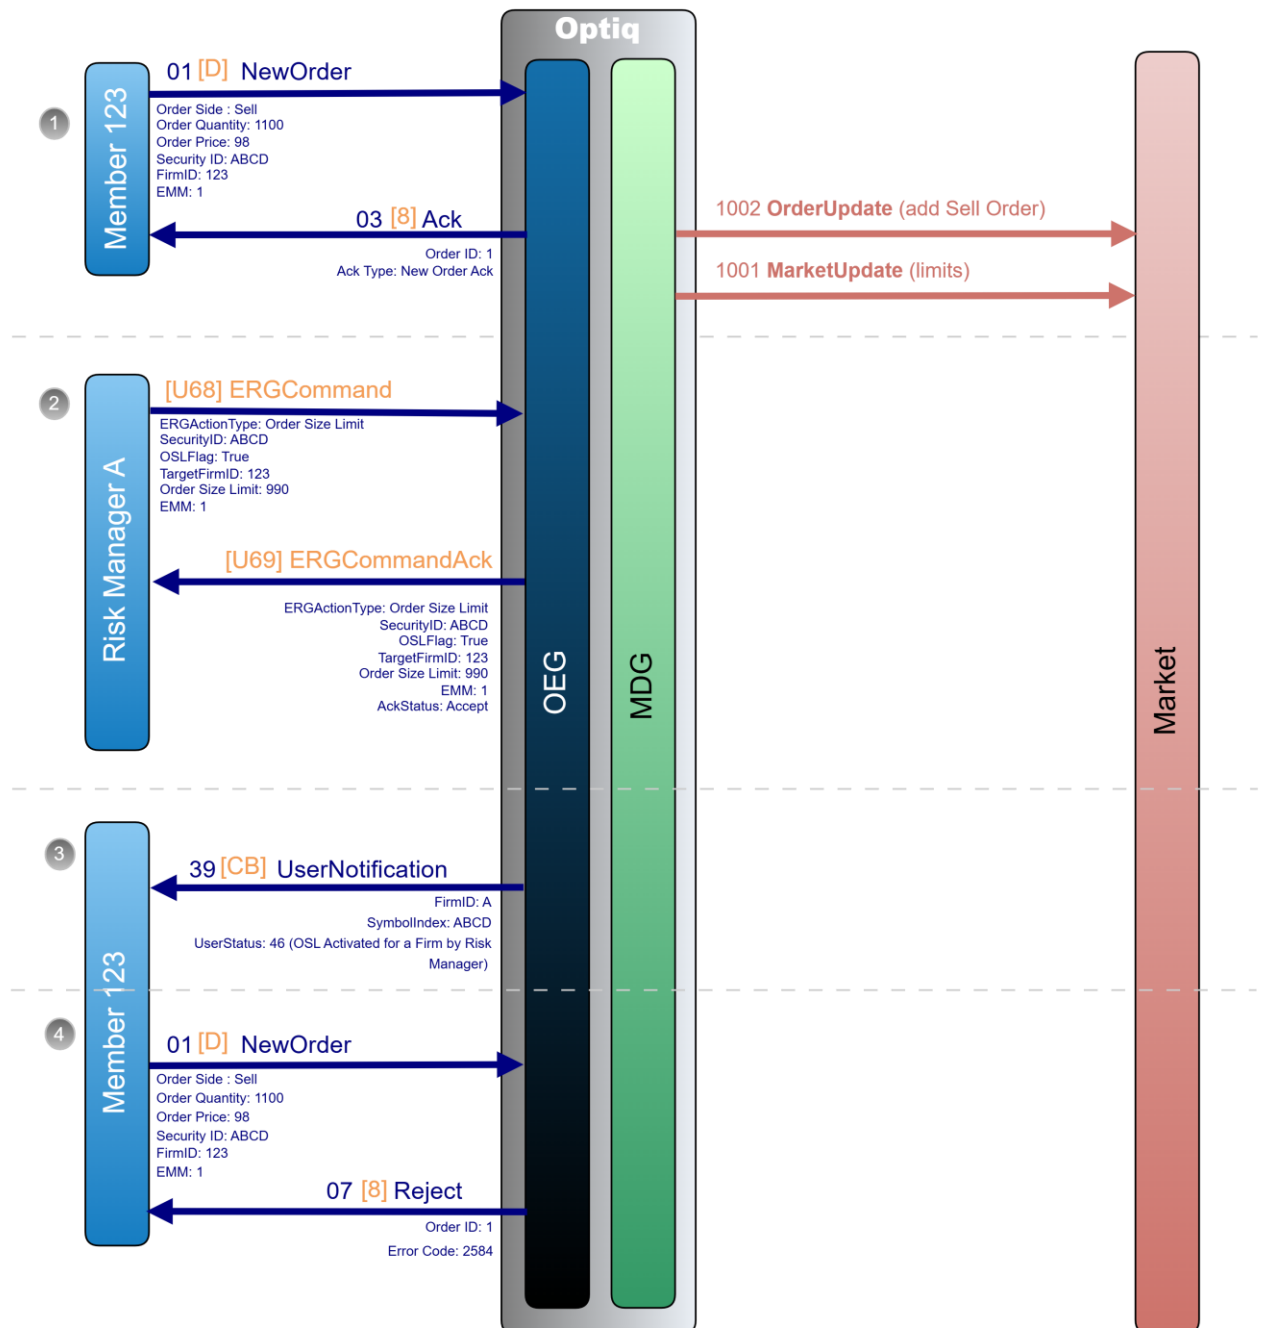 Optiq
1
Member 123
01 [D] NewOrder
Order Side : Sell
Order Quantity: 1100
Order Price: 98
Security ID: ABCD
FirmID: 123
EMM: 1
03 [8] Ack
Order ID: 1
Ack Type: New Order Ack
1002 OrderUpdate (add Sell Order)
1001 MarketUpdate (limits)
2
Risk Manager A
[U68] ERGCommand
ERGActionType: Order Size Limit
SecurityID: ABCD
OSLFlag: True
TargetFirmID: 123
Order Size Limit: 990
EMM: 1
[U69] ERGCommandAck
ERGActionType: Order Size Limit
SecurityID: ABCD
OSLFlag: True
TargetFirmID: 123
Order Size Limit: 990
EMM: 1
AckStatus: Accept
OEG
MDG
Market
3
Member 123
39 [CB] UserNotification
FirmID: A
SymbolIndex: ABCD
UserStatus: 46 (OSL Activated for a Firm by Risk
Manager)
4
01 [D] NewOrder
Order Side : Sell
Order Quantity: 1100
Order Price: 98
Security ID: ABCD
FirmID: 123
EMM: 1
07 [8] Reject
Order ID: 1
Error Code: 2584